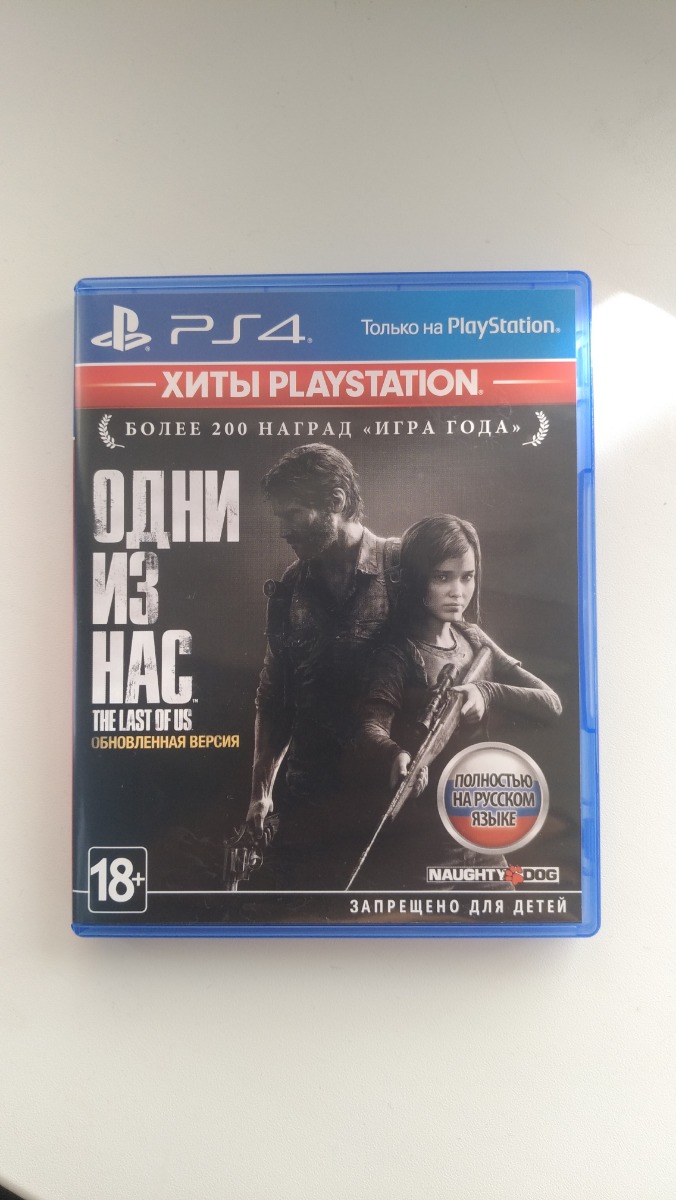 PS4
Только на PlayStation
ХИТЫ PLAYSTATION
БОЛЕЕ 200 НАГРАД «ИГРА ГОДА»
ОДНИ
ИЗ
НАС™
THE LAST OF US
ОБНОВЛЕННАЯ ВЕРСИЯ
ПОЛНОСТЬЮ
НА РУССКОМ
ЯЗЫКЕ
NAUGHTY DOG
18+
ЗАПРЕЩЕНО ДЛЯ ДЕТЕЙ